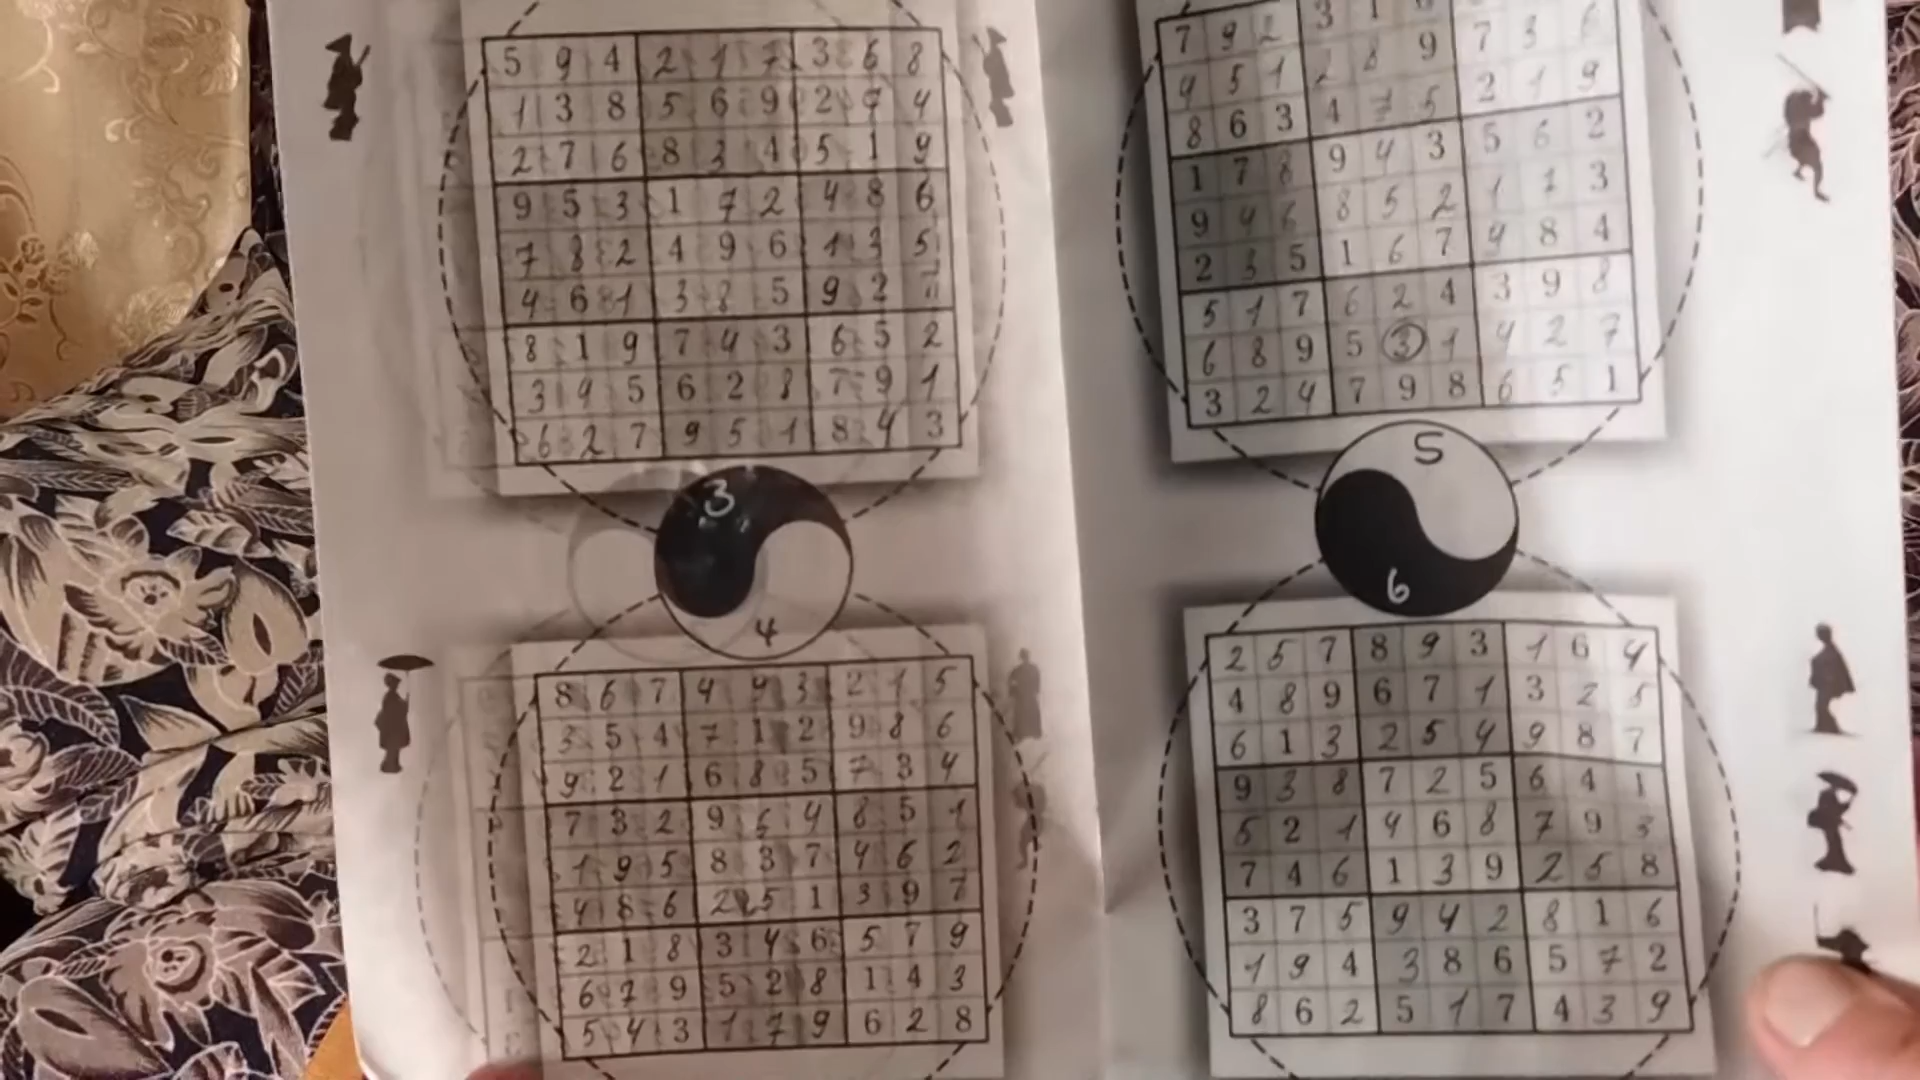 5 9 4 2 1 7 3 6 8
1 3 8 5 6 9 2 7 4
2 7 6 8 3 4 5 1 9
9 5 3 1 7 2 4 8 6
7 8 2 4 9 6 1 3 5
4 6 1 3 8 5 9 2
8 1 9 7 4 3 6 5 2
3 4 5 6 2 8 7 9 1
6 2 7 9 5 1 8 4 3
3
4
8 6 7 4 9 3 2 1 5
3 5 4 7 1 2 9 8 6
9 2 1 6 8 5 7 3 4
7 3 2 9 6 4 8 5 1
1 9 5 8 3 7 4 6 2
4 8 6 2 5 1 3 9 7
2 1 8 3 4 6 5 7 9
6 7 9 5 2 8 1 4 3
5 4 3 1 7 9 6 2 8
7 9 2 3 1
4 5 1 2 8 9 7 3 6
8 6 3 4 7 5 2 1 9
1 7 8 9 4 3 5 6 2
9 4 6 8 5 2 1 7 3
2 3 5 1 6 7 9 8 4
5 1 7 6 2 4 3 9 8
6 8 9 5 3 1 4 2 7
3 2 4 7 9 8 6 5 1
5
6
2 5 7 8 9 3 1 6 4
4 8 9 6 7 1 3 2 5
6 1 3 2 5 4 9 8 7
9 3 8 7 2 5 6 4 1
5 2 1 4 6 8 7 9 3
7 4 6 1 3 9 2 5 8
3 7 5 9 4 2 8 1 6
1 9 4 3 8 6 5 7 2
8 6 2 5 1 7 4 3 9